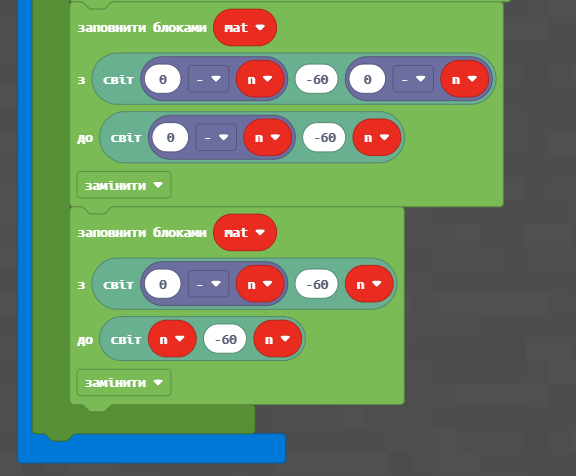 заповнити блоками mat
з світ 0 - n -60 0 - n
до світ 0 - n -60 n
замінити
заповнити блоками mat
з світ 0 - n -60 n
до світ n -60 n
замінити